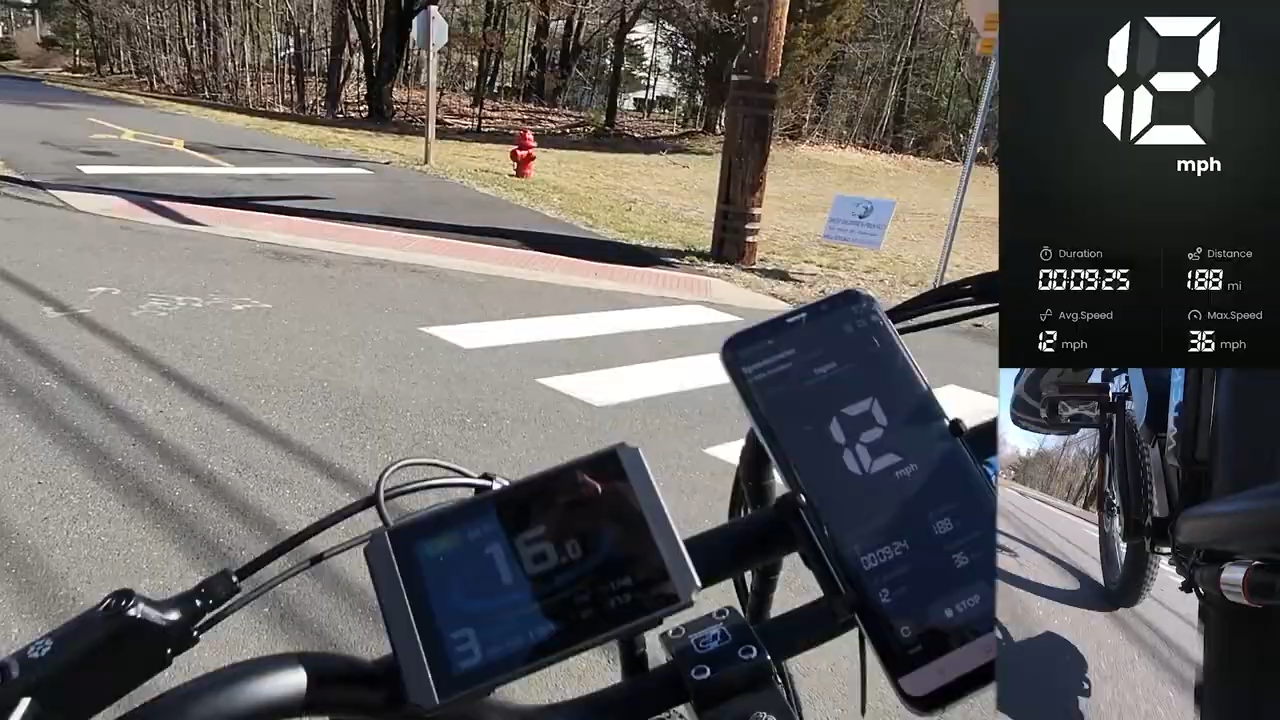 12
mph
Duration
00:09:25
Distance
1.88 mi
Avg.Speed
12 mph
Max.Speed
36 mph
16.0
3
12
mph
00:09:24
1.88
36
12
STOP